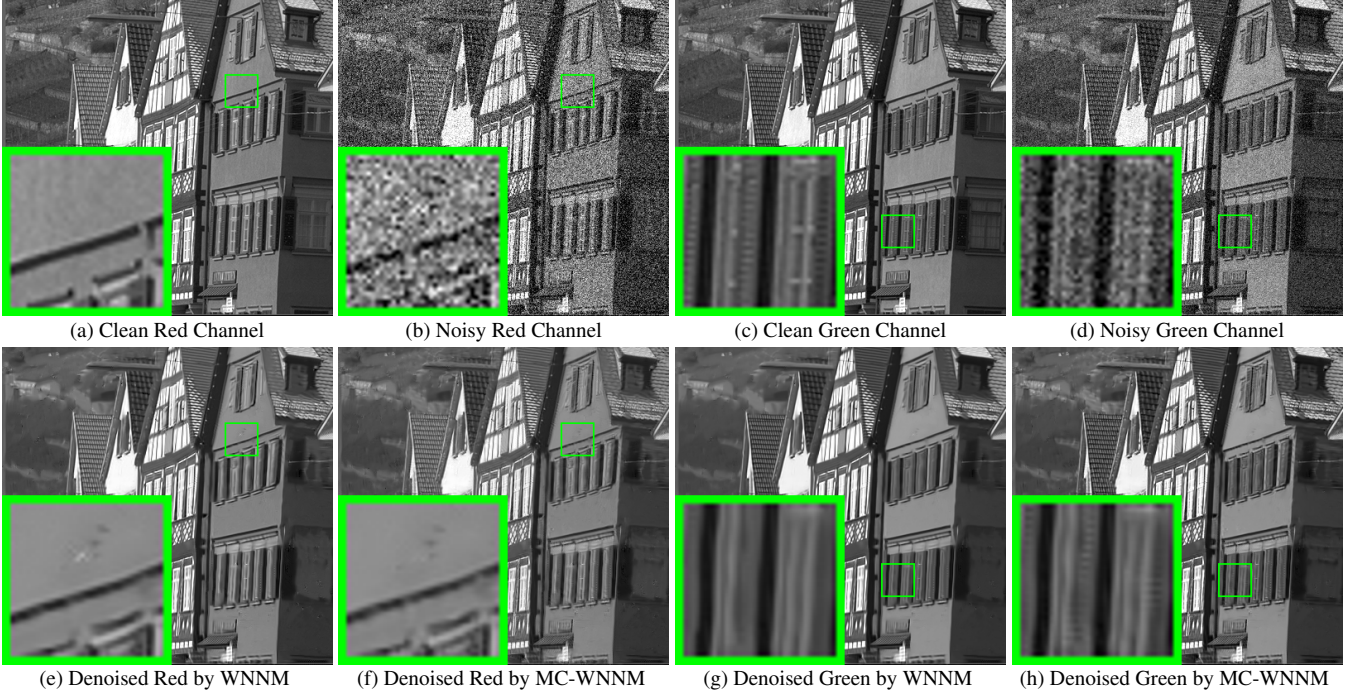 (a) Clean Red Channel
(b) Noisy Red Channel
(c) Clean Green Channel
(d) Noisy Green Channel
(e) Denoised Red by WNNM
(f) Denoised Red by MC-WNNM
(g) Denoised Green by WNNM
(h) Denoised Green by MC-WNNM